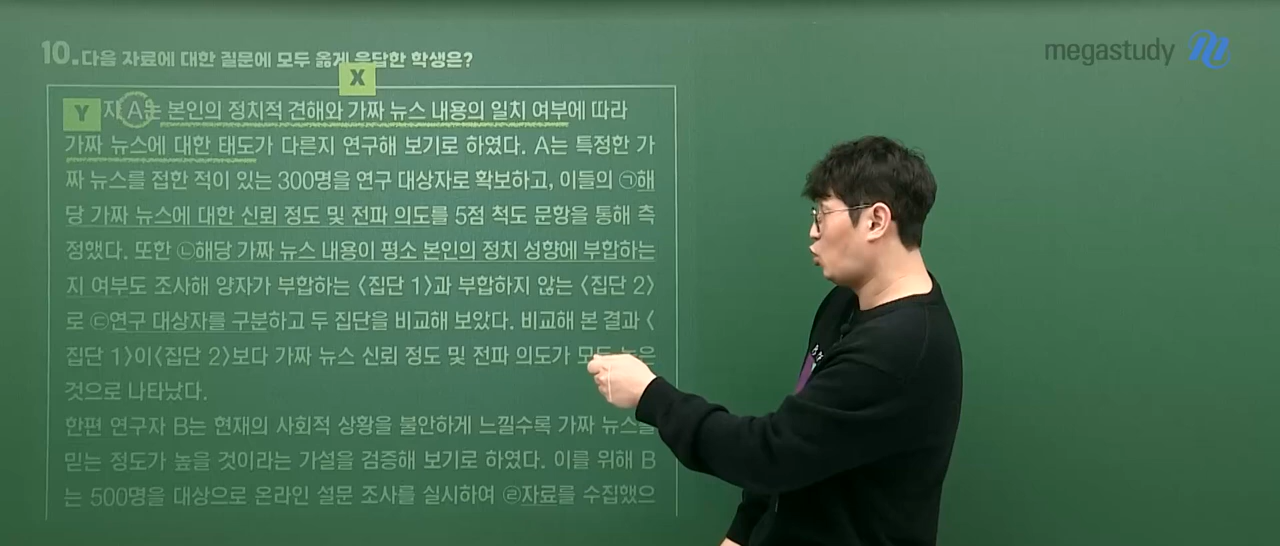 10. 다음 자료에 대한 질문에 모두 옳게 응답한 학생은?
megastudy
X
Y
자 A는 본인의 정치적 견해와 가짜 뉴스 내용의 일치 여부에 따라
가짜 뉴스에 대한 태도가 다른지 연구해 보기로 하였다. A는 특정한 가
짜 뉴스를 접한 적이 있는 300명을 연구 대상자로 확보하고, 이들의 ㉠해
당 가짜 뉴스에 대한 신뢰 정도 및 전파 의도를 5점 척도 문항을 통해 측
정했다. 또한 ㉡해당 가짜 뉴스 내용이 평소 본인의 정치 성향에 부합하는
지 여부도 조사해 양자가 부합하는 〈집단 1〉과 부합하지 않는 〈집단 2〉
로 ㉢연구 대상자를 구분하고 두 집단을 비교해 보았다. 비교해 본 결과 〈
집단 1〉이〈집단 2〉보다 가짜 뉴스 신뢰 정도 및 전파 의도가
것으로 나타났다.
한편 연구자 B는 현재의 사회적 상황을 불안하게 느낄수록 가짜 뉴스를
믿는 정도가 높을 것이라는 가설을 검증해 보기로 하였다. 이를 위해 B
는 500명을 대상으로 온라인 설문 조사를 실시하여 ㉣자료를 수집했으